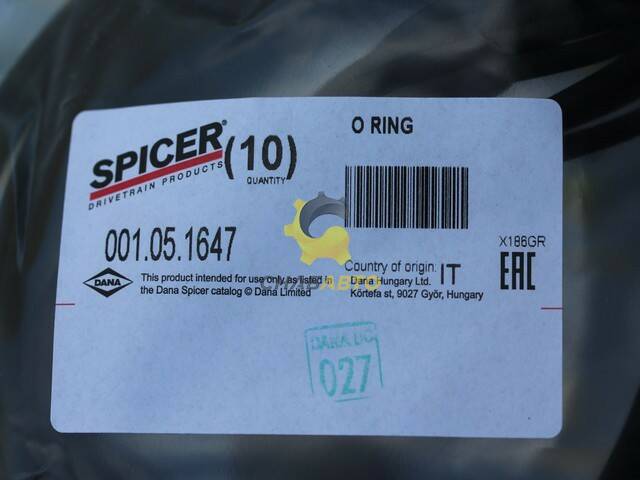 SPICER
DRIVETRAIN PRODUCTS
(10)
QUANTITY
O RING
001.05.1647
X186GR
EAC
Country of origin. IT
DANA
This product intended for use only as listed in
the Dana Spicer catalog © Dana Limited
Dana Hungary Ltd.
Körtefa st, 9027 Győr, Hungary
СНАБАВТО
DANA DC
027